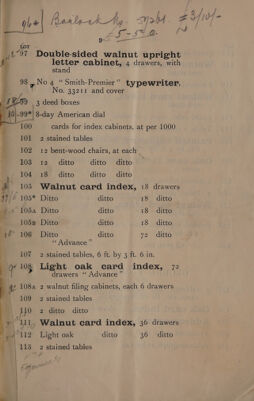 LOT
97 Double-sided walnut upright
letter cabinet, 4 drawers, with
stand
98 No 4 “Smith-Premier” typewriter.
No. 33211 and cover
99 3 deed boxes
99* 8-day American dial
100 cards for index cabinets, at per 1000
101 2 stained tables
102 12 bent-wood chairs, at each
103 12 ditto ditto ditto
104 18 ditto ditto ditto
105 Walnut card index, 18 drawers
105* Ditto ditto 18 ditto
105A Ditto ditto 18 ditto
105B Ditto ditto 18 ditto
106 Ditto ditto 72 ditto
“Advance”
107 2 stained tables, 6 ft. by 3 ft. 6 in.
108 Light oak card index, 72
drawers “Advance”
108A 2 walnut filing cabinets, each 6 drawers
109 2 stained tables
110 2 ditto ditto
111 Walnut card index, 36 drawers
112 Light oak ditto 36 ditto
113 2 stained tables